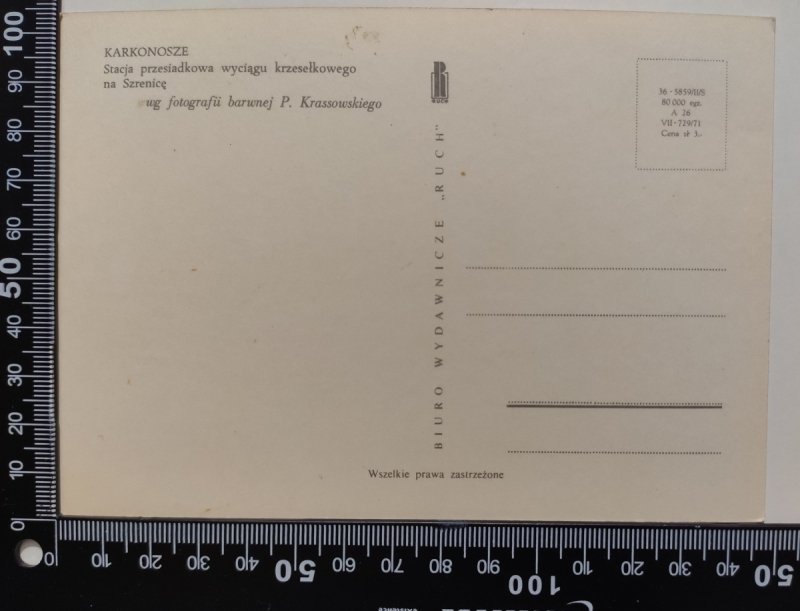 KARKONOSZE
Stacja przesiadkowa wyciągu krzesełkowego
na Szrenicę
wg fotografii barwnej P. Krassowskiego
RUCH
BIURO WYDAWNICZE „RUCH"
36 - 5859/II/S
80 000 egz.
A 26
VII - 729/71
Cena zł 3.-
Wszelkie prawa zastrzeżone
100
90
80
70
60
50
40
30
20
10
0
0 10 20 30 40 50 60 70 80 90 100 10 20 30 40 50